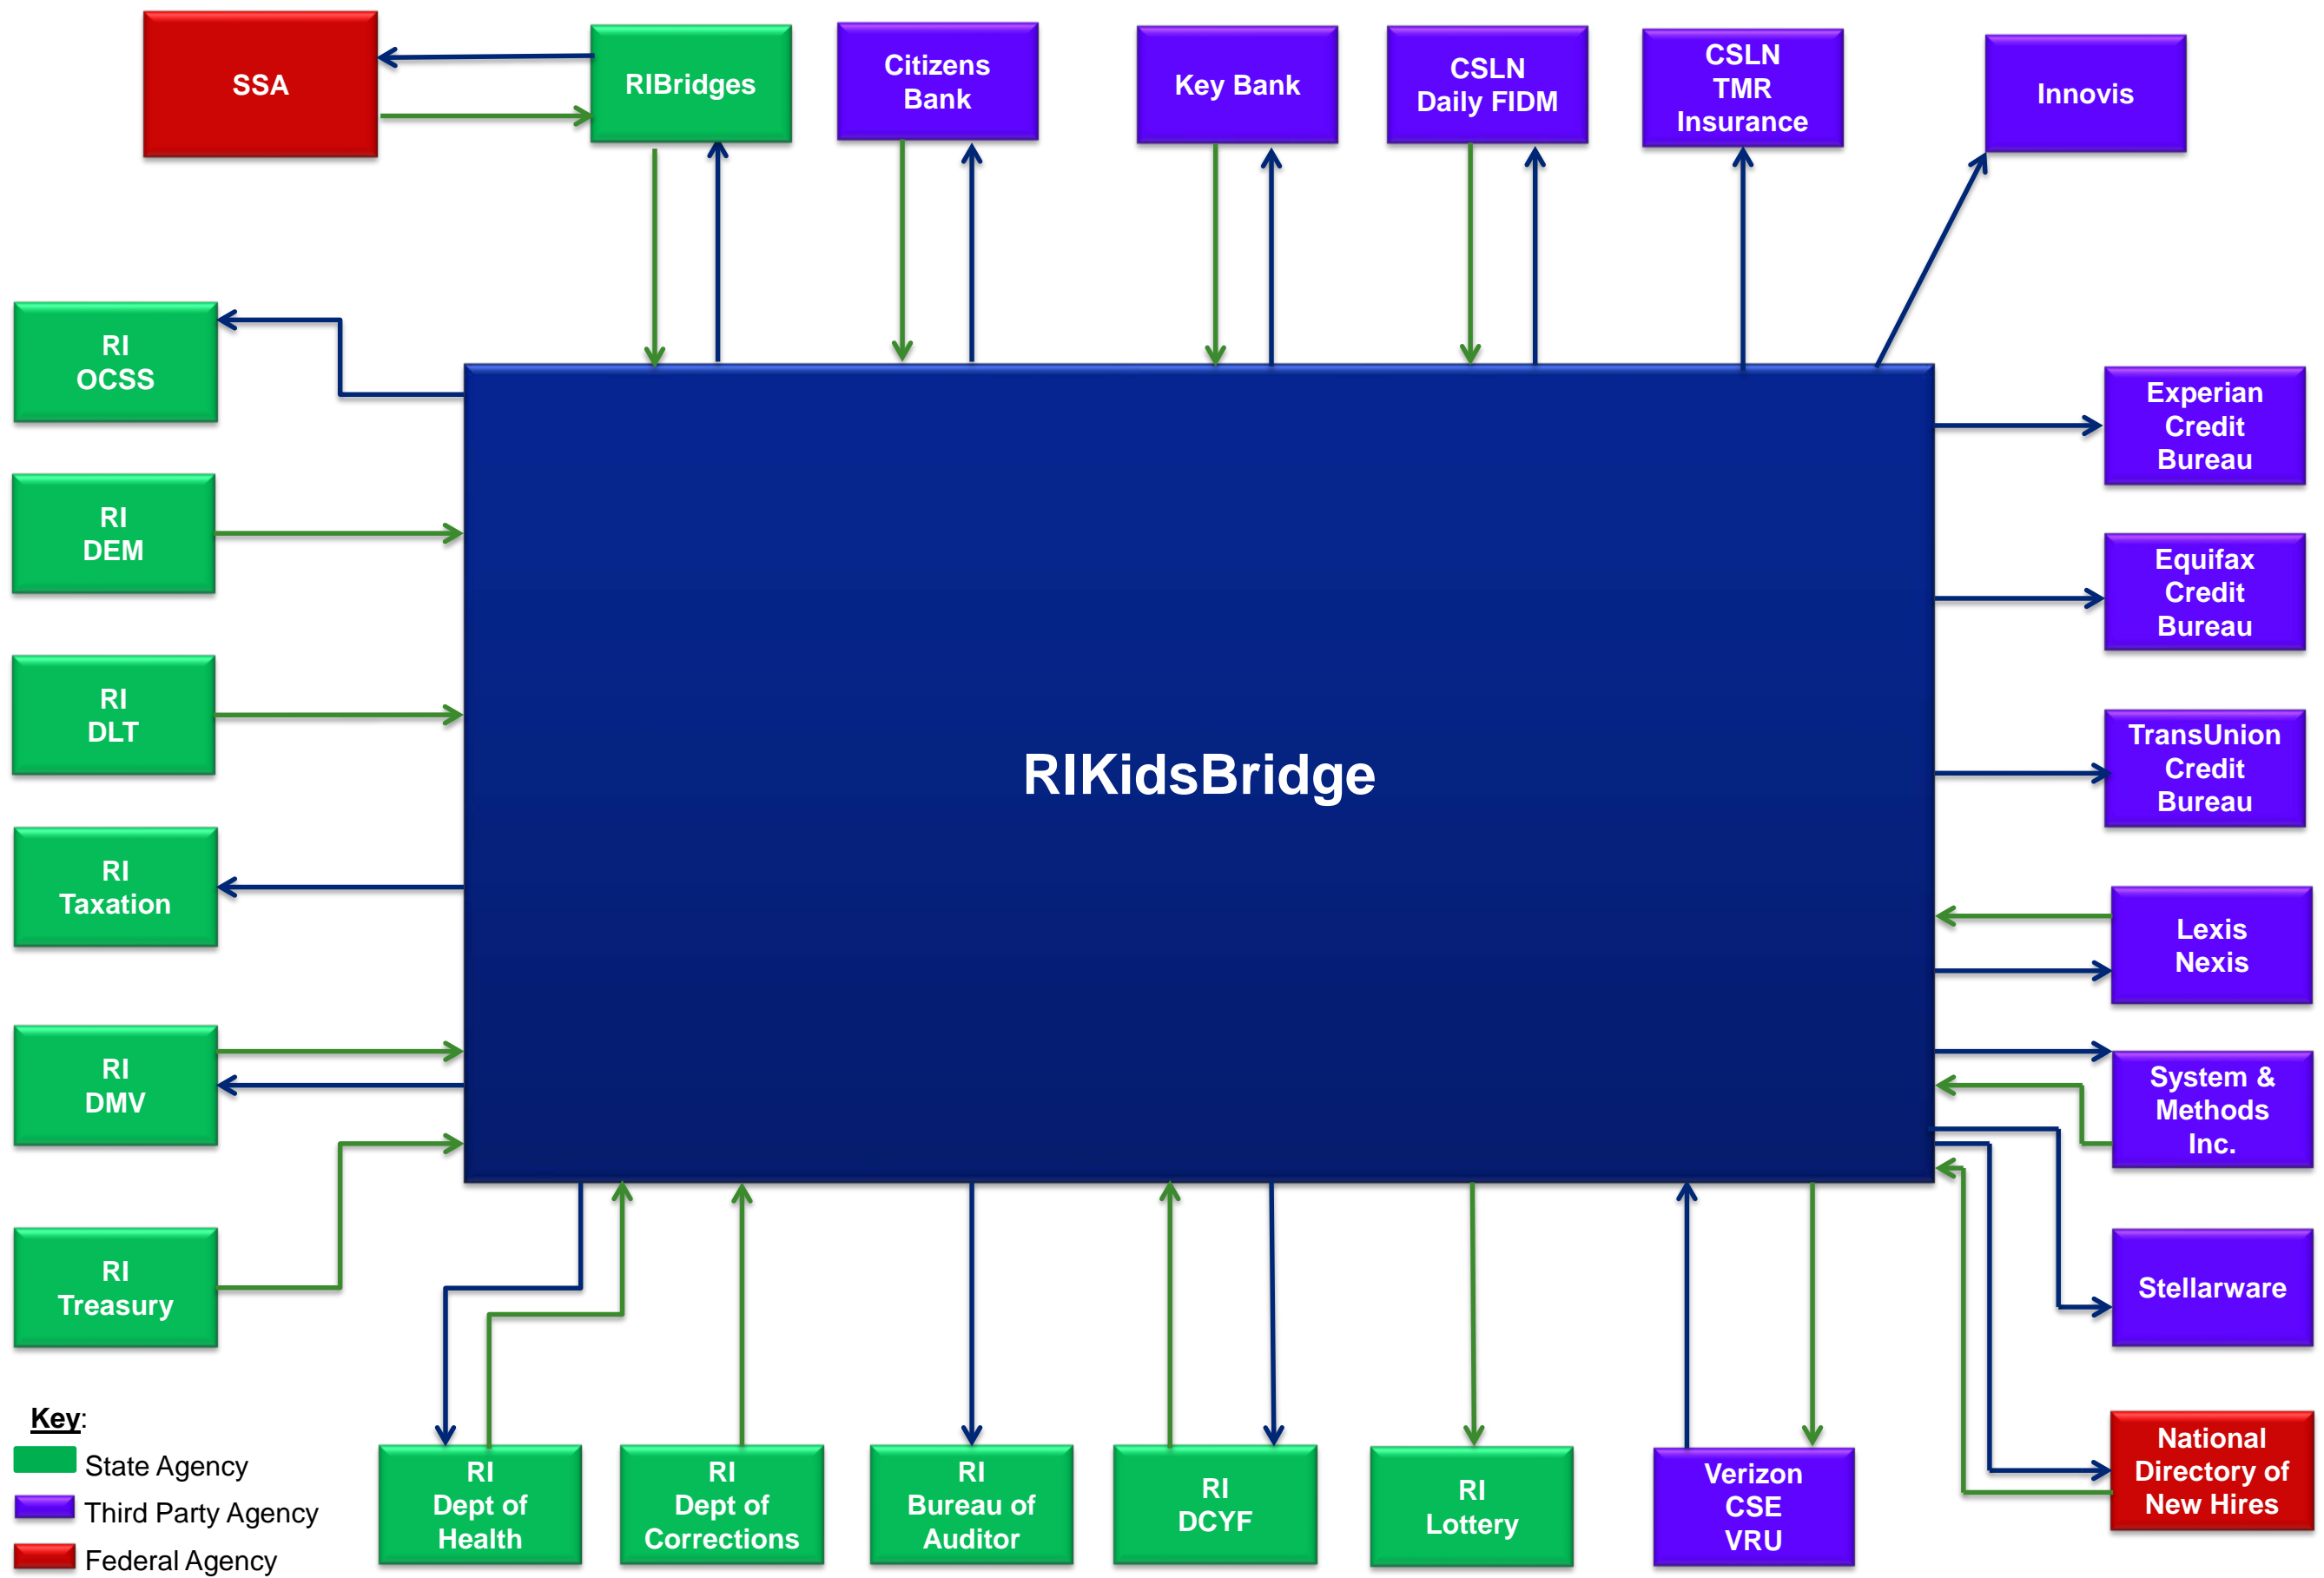 SSA
RIBridges
Citizens
Bank
Key Bank
CSLN
Daily FIDM
CSLN
TMR
Insurance
Innovis
RI
OCSS
Experian
Credit
Bureau
RI
DEM
Equifax
Credit
Bureau
RI
DLT
TransUnion
Credit
Bureau
RIKidsBridge
RI
Taxation
Lexis
Nexis
RI
DMV
System &
Methods
Inc.
RI
Treasury
Stellarware
Key:
State Agency
Third Party Agency
Federal Agency
RI
Dept of
Health
RI
Dept of
Corrections
RI
Bureau of
Auditor
RI
DCYF
RI
Lottery
Verizon
CSE
VRU
National
Directory of
New Hires